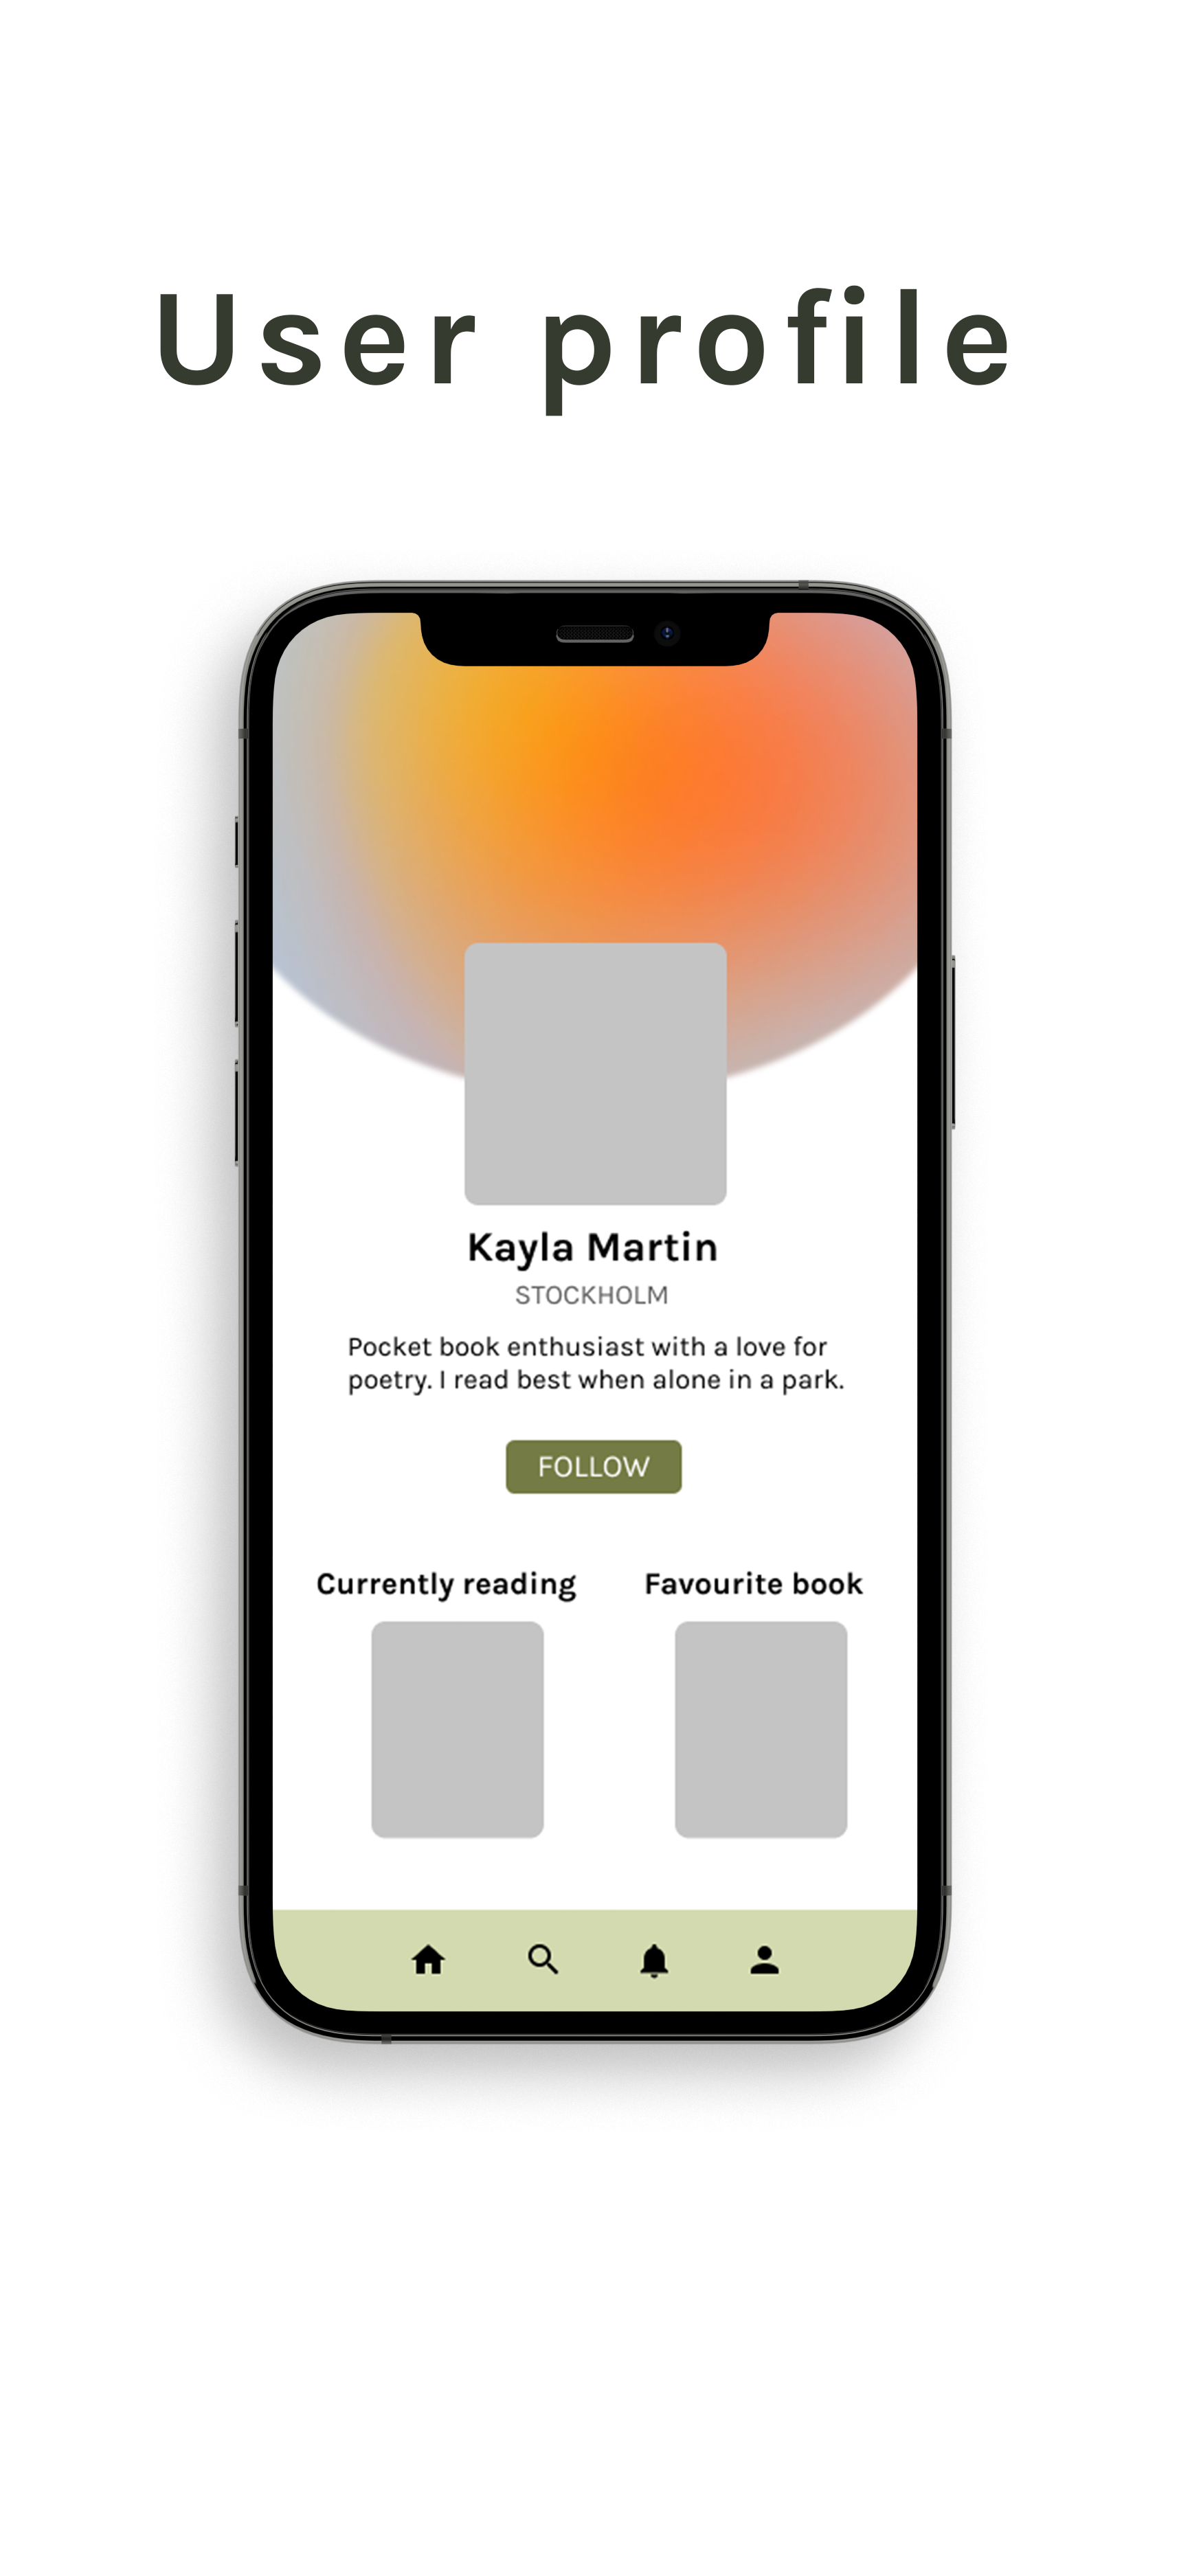 User profile
Kayla Martin
STOCKHOLM
Pocket book enthusiast with a love for
poetry. I read best when alone in a park.
FOLLOW
Currently reading
Favourite book